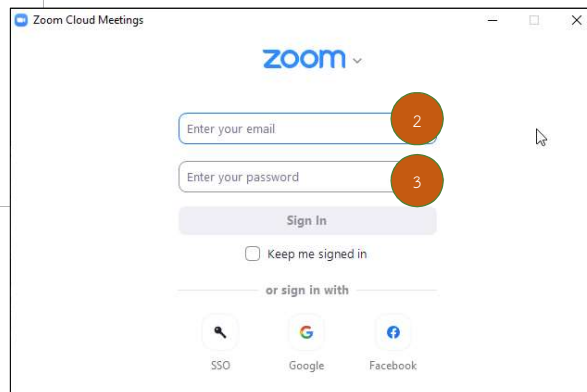 Zoom Cloud Meetings
zoom
Enter your email
2
Enter your password
3
Sign In
Keep me signed in
or sign in with
SSO Google Facebook